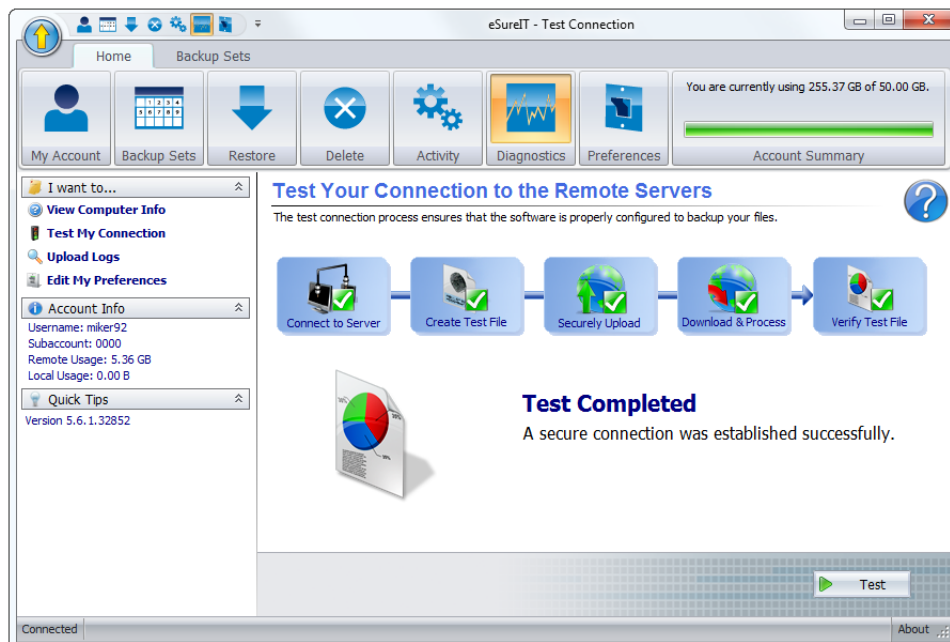 eSureIT - Test Connection
Home
Backup Sets
My Account
Backup Sets
Restore
Delete
Activity
Diagnostics
Preferences
You are currently using 255.37 GB of 50.00 GB.
Account Summary
I want to...
View Computer Info
Test My Connection
Upload Logs
Edit My Preferences
Account Info
Username: miker92
Subaccount: 0000
Remote Usage: 5.36 GB
Local Usage: 0.00 B
Quick Tips
Version 5.6.1.32852
Test Your Connection to the Remote Servers
The test connection process ensures that the software is properly configured to backup your files.
Connect to Server
Create Test File
Securely Upload
Download & Process
Verify Test File
Test Completed
A secure connection was established successfully.
Test
Connected
About